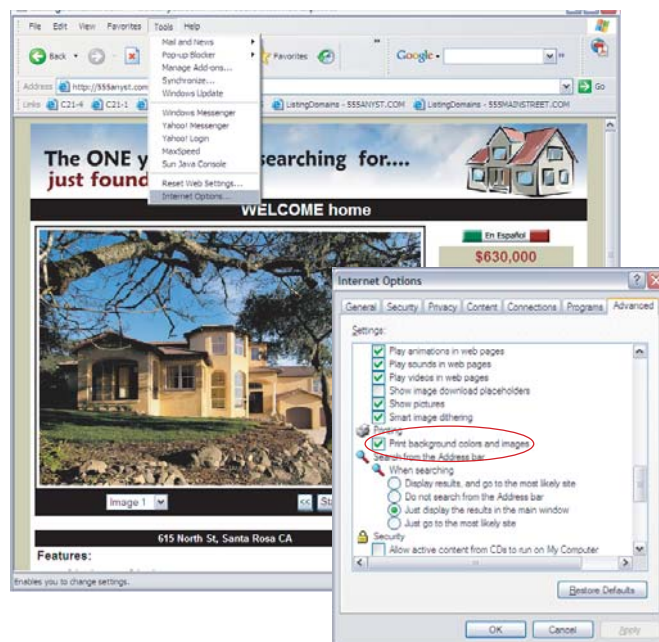 File Edit View Favorites Tools Help
Back
Favorites
Google
Address http://555anyst.com
Go
Links C21-4 C21-1 ListingDomains - 555ANYST.COM ListingDomains - 555MAINSTREET.COM
Mail and News
Pop-up Blocker
Manage Add-ons...
Synchronize...
Windows Update
Windows Messenger
Yahoo! Messenger
Yahoo! Login
MaxSpeed
Sun Java Console
Reset Web Settings...
Internet Options...
The ONE y searching for....
just found
WELCOME home
En Español
$630,000
Image 1
<<
615 North St, Santa Rosa CA
Features:
Enables you to change settings.
Internet Options
General Security Privacy Content Connections Programs Advanced
Settings:
Play animations in web pages
Play sounds in web pages
Play videos in web pages
Show image download placeholders
Show pictures
Smart image dithering
Printing
Print background colors and images
Search from the Address bar
When searching
Display results, and go to the most likely site
Do not search from the Address bar
Just display the results in the main window
Just go to the most likely site
Security
Allow active content from CDs to run on My Computer
Restore Defaults
OK Cancel Apply